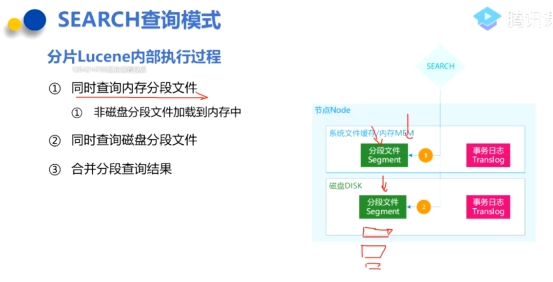 SEARCH查询模式
腾讯课
分片Lucene内部执行过程
① 同时查询内存分段文件
① 非磁盘分段文件加载到内存中
② 同时查询磁盘分段文件
③ 合并分段查询结果
SEARCH
节点Node
系统文件缓存/内存MEM
分段文件
Segment
1
事务日志
Translog
磁盘DISK
分段文件
Segment
2
事务日志
Translog